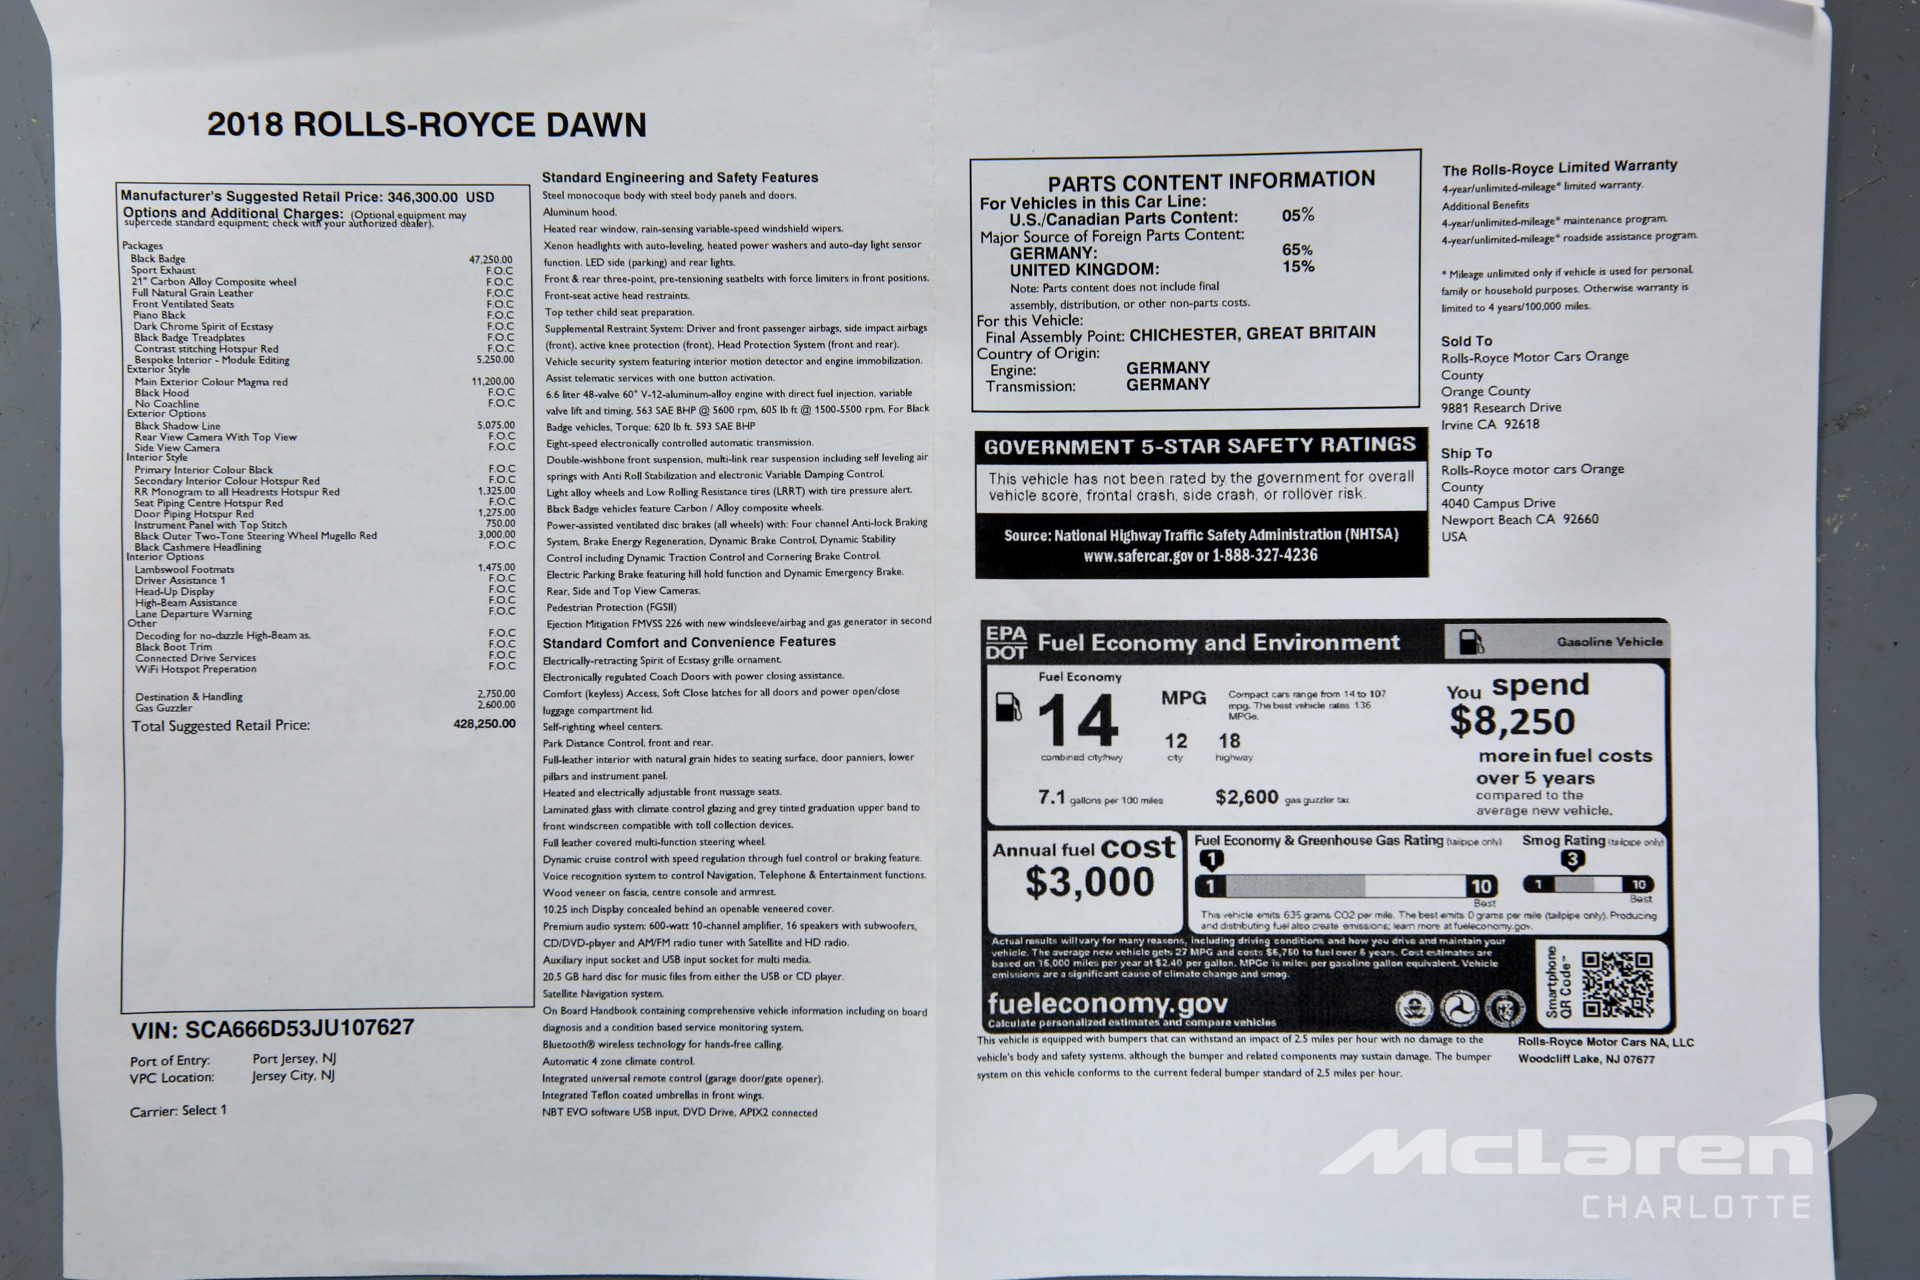 2018 ROLLS-ROYCE DAWN
Manufacturer's Suggested Retail Price: 346,300.00 USD
Options and Additional Charges: (Optional equipment may
supercede standard equipment; check with your authorized dealer).
Packages
Black Badge 47,250.00
Sport Exhaust F.O.C
21" Carbon Alloy Composite wheel F.O.C
Full Natural Grain Leather F.O.C
Front Ventilated Seats F.O.C
Piano Black F.O.C
Dark Chrome Spirit of Ecstasy F.O.C
Black Badge Treadplates F.O.C
Contrast stitching Hotspur Red F.O.C
Bespoke Interior - Module Editing 5,250.00
Exterior Style
Main Exterior Colour Magma red 11,200.00
Black Hood F.O.C
No Coachline F.O.C
Exterior Options
Black Shadow Line 5,075.00
Rear View Camera With Top View F.O.C
Side View Camera F.O.C
Interior Style
Primary Interior Colour Black F.O.C
Secondary Interior Colour Hotspur Red F.O.C
RR Monogram to all Headrests Hotspur Red 1,325.00
Seat Piping Centre Hotspur Red F.O.C
Door Piping Hotspur Red 1,275.00
Instrument Panel with Top Stitch 750.00
Black Outer Two-Tone Steering Wheel Mugello Red 3,000.00
Black Cashmere Headlining F.O.C
Interior Options
Lambswool Footmats 1,475.00
Driver Assistance 1 F.O.C
Head-Up Display F.O.C
High-Beam Assistance F.O.C
Lane Departure Warning F.O.C
Other
Decoding for no-dazzle High-Beam as. F.O.C
Black Boot Trim F.O.C
Connected Drive Services F.O.C
WiFi Hotspot Preperation F.O.C
Destination & Handling 2,750.00
Gas Guzzler 2,600.00
Total Suggested Retail Price: 428,250.00
VIN: SCA666D53JU107627
Port of Entry: Port Jersey, NJ
VPC Location: Jersey City, NJ
Carrier: Select 1
Standard Engineering and Safety Features
Steel monocoque body with steel body panels and doors.
Aluminum hood.
Heated rear window, rain-sensing variable-speed windshield wipers.
Xenon headlights with auto-leveling, heated power washers and auto-day light sensor
function. LED side (parking) and rear lights.
Front & rear three-point, pre-tensioning seatbelts with force limiters in front positions.
Front-seat active head restraints.
Top tether child seat preparation.
Supplemental Restraint System: Driver and front passenger airbags, side impact airbags
(front), active knee protection (front), Head Protection System (front and rear).
Vehicle security system featuring interior motion detector and engine immobilization.
Assist telematic services with one button activation.
6.6 liter 48-valve 60° V-12-aluminum-alloy engine with direct fuel injection, variable
valve lift and timing. 563 SAE BHP @ 5600 rpm, 605 lb ft @ 1500-5500 rpm. For Black
Badge vehicles, Torque: 620 lb ft. 593 SAE BHP
Eight-speed electronically controlled automatic transmission.
Double-wishbone front suspension, multi-link rear suspension including self leveling air
springs with Anti Roll Stabilization and electronic Variable Damping Control.
Light alloy wheels and Low Rolling Resistance tires (LRRT) with tire pressure alert.
Black Badge vehicles feature Carbon / Alloy composite wheels.
Power-assisted ventilated disc brakes (all wheels) with: Four channel Anti-lock Braking
System, Brake Energy Regeneration, Dynamic Brake Control, Dynamic Stability
Control including Dynamic Traction Control and Cornering Brake Control.
Electric Parking Brake featuring hill hold function and Dynamic Emergency Brake.
Rear, Side and Top View Cameras.
Pedestrian Protection (FGSII)
Ejection Mitigation FMVSS 226 with new windsleeve/airbag and gas generator in second
Standard Comfort and Convenience Features
Electrically-retracting Spirit of Ecstasy grille ornament.
Electronically regulated Coach Doors with power closing assistance.
Comfort (keyless) Access, Soft Close latches for all doors and power open/close
luggage compartment lid.
Self-righting wheel centers.
Park Distance Control, front and rear.
Full-leather interior with natural grain hides to seating surface, door panniers, lower
pillars and instrument panel.
Heated and electrically adjustable front massage seats.
Laminated glass with climate control glazing and grey tinted graduation upper band to
front windscreen compatible with toll collection devices.
Full leather covered multi-function steering wheel.
Dynamic cruise control with speed regulation through fuel control or braking feature.
Voice recognition system to control Navigation, Telephone & Entertainment functions.
Wood veneer on fascia, centre console and armrest.
10.25 inch Display concealed behind an openable veneered cover.
Premium audio system: 600-watt 10-channel amplifier, 16 speakers with subwoofers,
CD/DVD-player and AM/FM radio tuner with Satellite and HD radio.
Auxiliary input socket and USB input socket for multi media.
20.5 GB hard disc for music files from either the USB or CD player.
Satellite Navigation system.
On Board Handbook containing comprehensive vehicle information including on board
diagnosis and a condition based service monitoring system.
Bluetooth® wireless technology for hands-free calling.
Automatic 4 zone climate control.
Integrated universal remote control (garage door/gate opener).
Integrated Teflon coated umbrellas in front wings.
NBT EVO software USB input, DVD Drive, APIX2 connected
PARTS CONTENT INFORMATION
For Vehicles in this Car Line:
U.S./Canadian Parts Content: 05%
Major Source of Foreign Parts Content:
GERMANY: 65%
UNITED KINGDOM: 15%
Note: Parts content does not include final
assembly, distribution, or other non-parts costs.
For this Vehicle:
Final Assembly Point: CHICHESTER, GREAT BRITAIN
Country of Origin:
Engine: GERMANY
Transmission: GERMANY
GOVERNMENT 5-STAR SAFETY RATINGS
This vehicle has not been rated by the government for overall
vehicle score, frontal crash, side crash, or rollover risk.
Source: National Highway Traffic Safety Administration (NHTSA)
www.safercar.gov or 1-888-327-4236
The Rolls-Royce Limited Warranty
4-year/unlimited-mileage* limited warranty.
Additional Benefits
4-year/unlimited-mileage* maintenance program.
4-year/unlimited-mileage* roadside assistance program.
* Mileage unlimited only if vehicle is used for personal,
family or household purposes. Otherwise warranty is
limited to 4 years/100,000 miles.
Sold To
Rolls-Royce Motor Cars Orange
County
Orange County
9881 Research Drive
Irvine CA 92618
Ship To
Rolls-Royce motor cars Orange
County
4040 Campus Drive
Newport Beach CA 92660
USA
EPA
DOT Fuel Economy and Environment
Gasoline Vehicle
Fuel Economy
14 MPG
combined city/hwy
12 city
18 highway
Compact cars range from 14 to 107
mpg. The best vehicle rates 136
MPGe.
7.1 gallons per 100 miles
$2,600 gas guzzler tax
You spend
$8,250
more in fuel costs
over 5 years
compared to the
average new vehicle.
Annual fuel cost
$3,000
Fuel Economy & Greenhouse Gas Rating (tailpipe only)
1
1 10
Best
Smog Rating (tailpipe only)
3
1 10
Best
This vehicle emits 635 grams CO2 per mile. The best emits 0 grams per mile (tailpipe only). Producing
and distributing fuel also create emissions; learn more at fueleconomy.gov.
Actual results will vary for many reasons, including driving conditions and how you drive and maintain your
vehicle. The average new vehicle gets 27 MPG and costs $6,750 to fuel over 5 years. Cost estimates are
based on 15,000 miles per year at $2.40 per gallon. MPGe is miles per gasoline gallon equivalent. Vehicle
emissions are a significant cause of climate change and smog.
fueleconomy.gov
Calculate personalized estimates and compare vehicles
Smartphone
QR Code™
This vehicle is equipped with bumpers that can withstand an impact of 2.5 miles per hour with no damage to the
vehicle's body and safety systems, although the bumper and related components may sustain damage. The bumper
system on this vehicle conforms to the current federal bumper standard of 2.5 miles per hour.
Rolls-Royce Motor Cars NA, LLC
Woodcliff Lake, NJ 07677
McLaren
CHARLOTTE